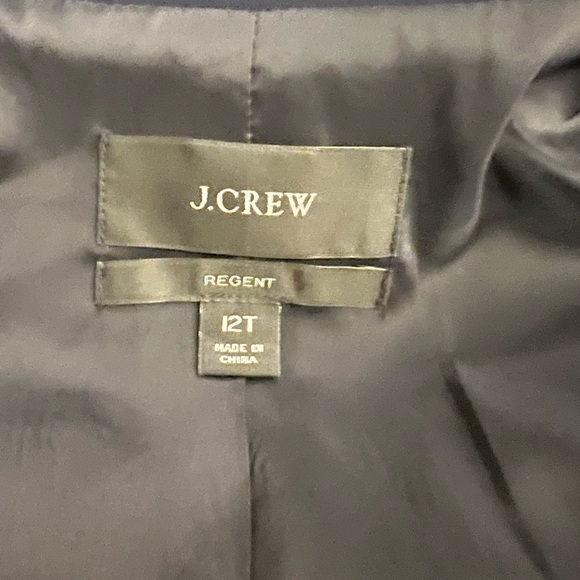 J.CREW
REGENT
12T
MADE IN
CHINA